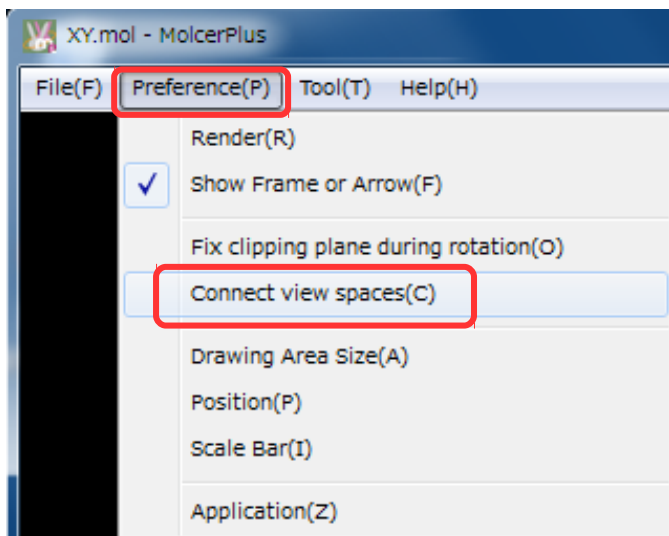 XY.mol - MolcerPlus
File(F) Preference(P) Tool(T) Help(H)
Render(R)
Show Frame or Arrow(F)
Fix clipping plane during rotation(O)
Connect view spaces(C)
Drawing Area Size(A)
Position(P)
Scale Bar(I)
Application(Z)